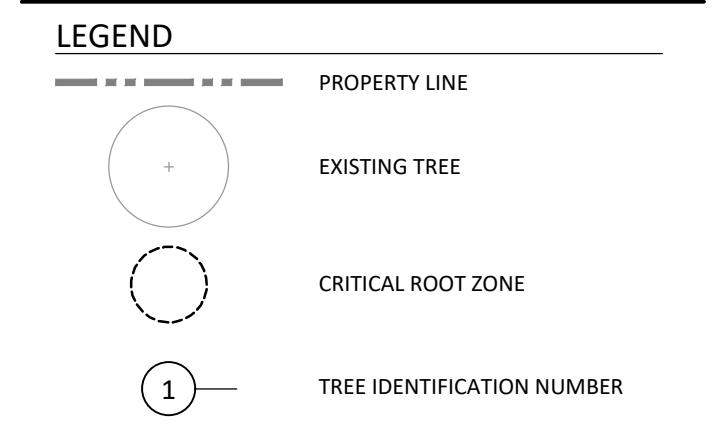 LEGEND
PROPERTY LINE
EXISTING TREE
CRITICAL ROOT ZONE
1 TREE IDENTIFICATION NUMBER